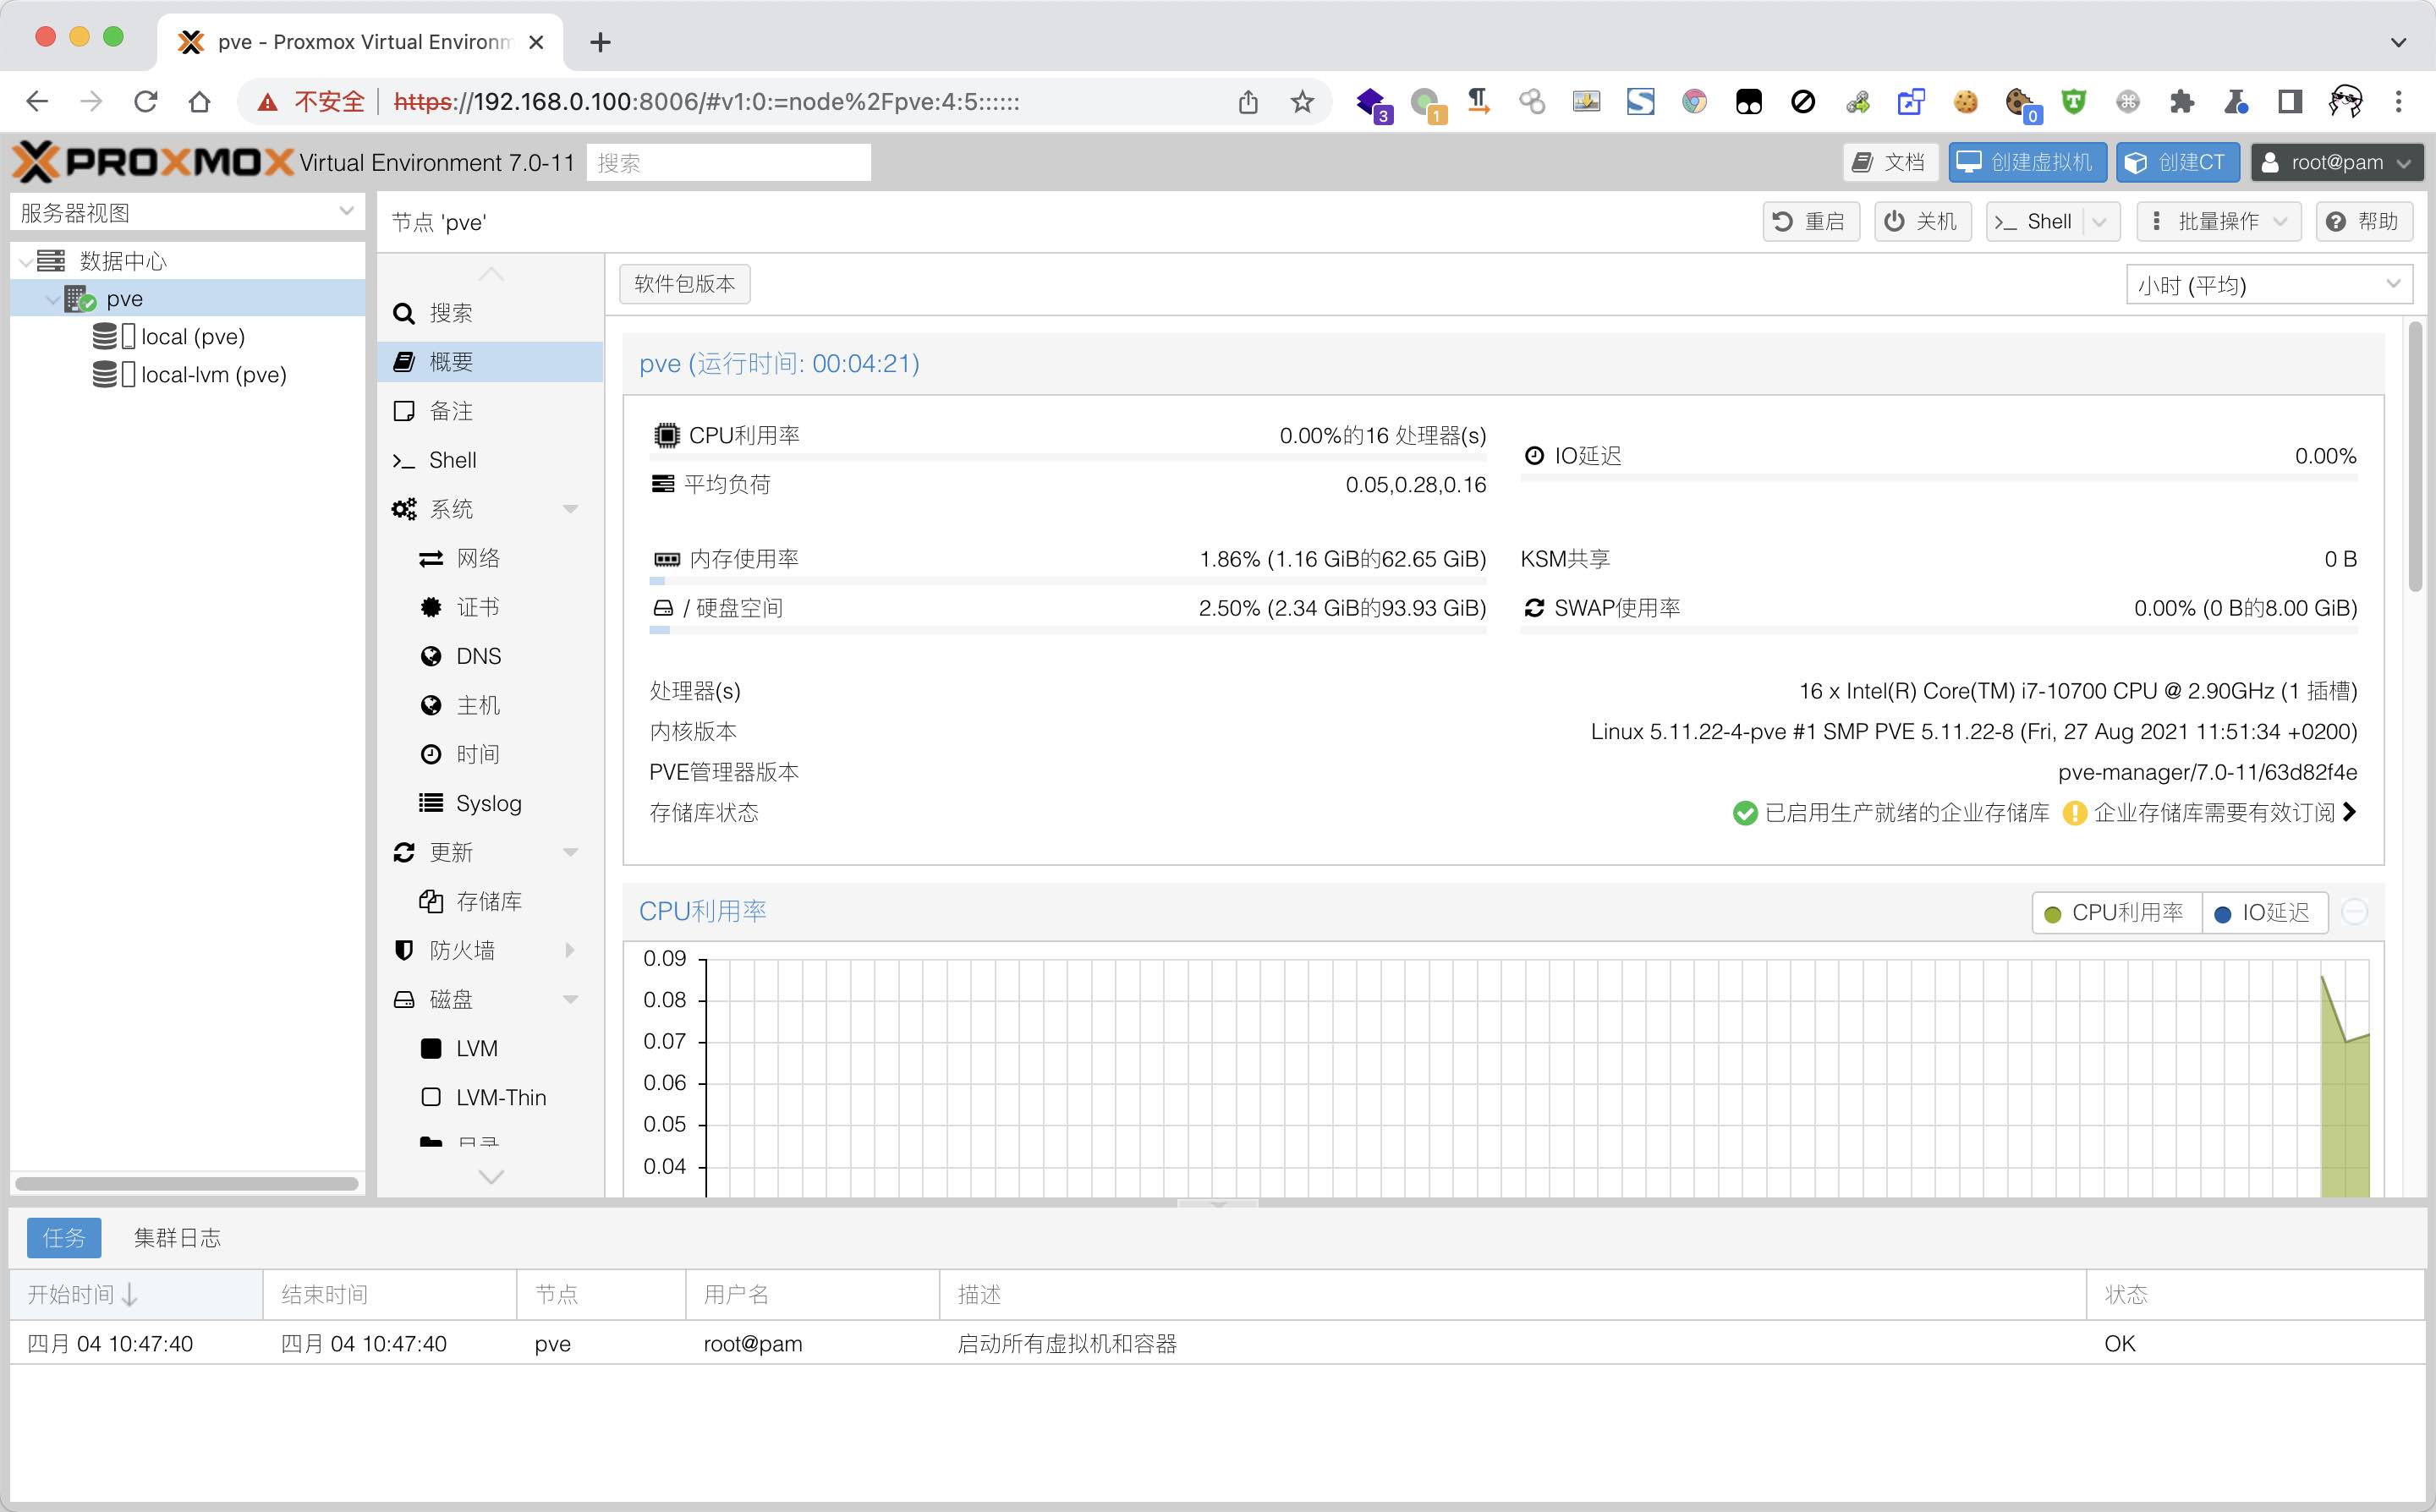 pve - Proxmox Virtual Environm
不安全 https://192.168.0.100:8006/#v1:0:=node%2Fpve:4:5::::::
3
1
0
PROXMOX Virtual Environment 7.0-11 搜索 文档 创建虚拟机 创建CT root@pam
服务器视图
数据中心
pve
local (pve)
local-lvm (pve)
节点 'pve' 重启 关机 Shell 批量操作 帮助
搜索
概要
备注
Shell
系统
网络
证书
DNS
主机
时间
Syslog
更新
存储库
防火墙
磁盘
LVM
LVM-Thin
目录
软件包版本 小时 (平均)
pve (运行时间: 00:04:21)
CPU利用率 0.00%的16 处理器(s)
IO延迟 0.00%
平均负荷 0.05,0.28,0.16
内存使用率 1.86% (1.16 GiB的62.65 GiB)
KSM共享 0 B
/ 硬盘空间 2.50% (2.34 GiB的93.93 GiB)
SWAP使用率 0.00% (0 B的8.00 GiB)
处理器(s) 16 x Intel(R) Core(TM) i7-10700 CPU @ 2.90GHz (1 插槽)
内核版本 Linux 5.11.22-4-pve #1 SMP PVE 5.11.22-8 (Fri, 27 Aug 2021 11:51:34 +0200)
PVE管理器版本 pve-manager/7.0-11/63d82f4e
存储库状态 已启用生产就绪的企业存储库 企业存储库需要有效订阅
CPU利用率 CPU利用率 IO延迟
0.09
0.08
0.07
0.06
0.05
0.04
任务 集群日志
开始时间 结束时间 节点 用户名 描述 状态
四月 04 10:47:40 四月 04 10:47:40 pve root@pam 启动所有虚拟机和容器 OK